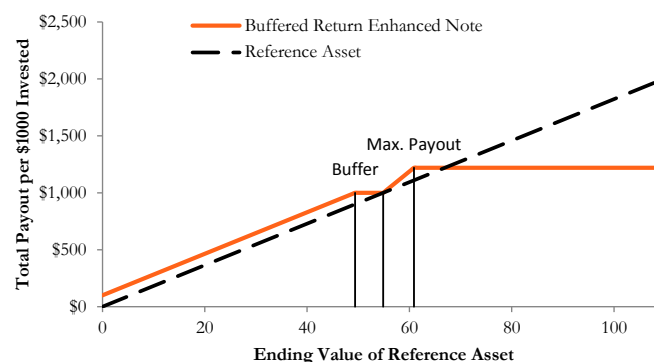 $2,500
Buffered Return Enhanced Note
Reference Asset
$2,000
$1,500
Max. Payout
Buffer
$1,000
$500
$0
Total Payout per $1000 Invested
0 20 40 60 80 100
Ending Value of Reference Asset